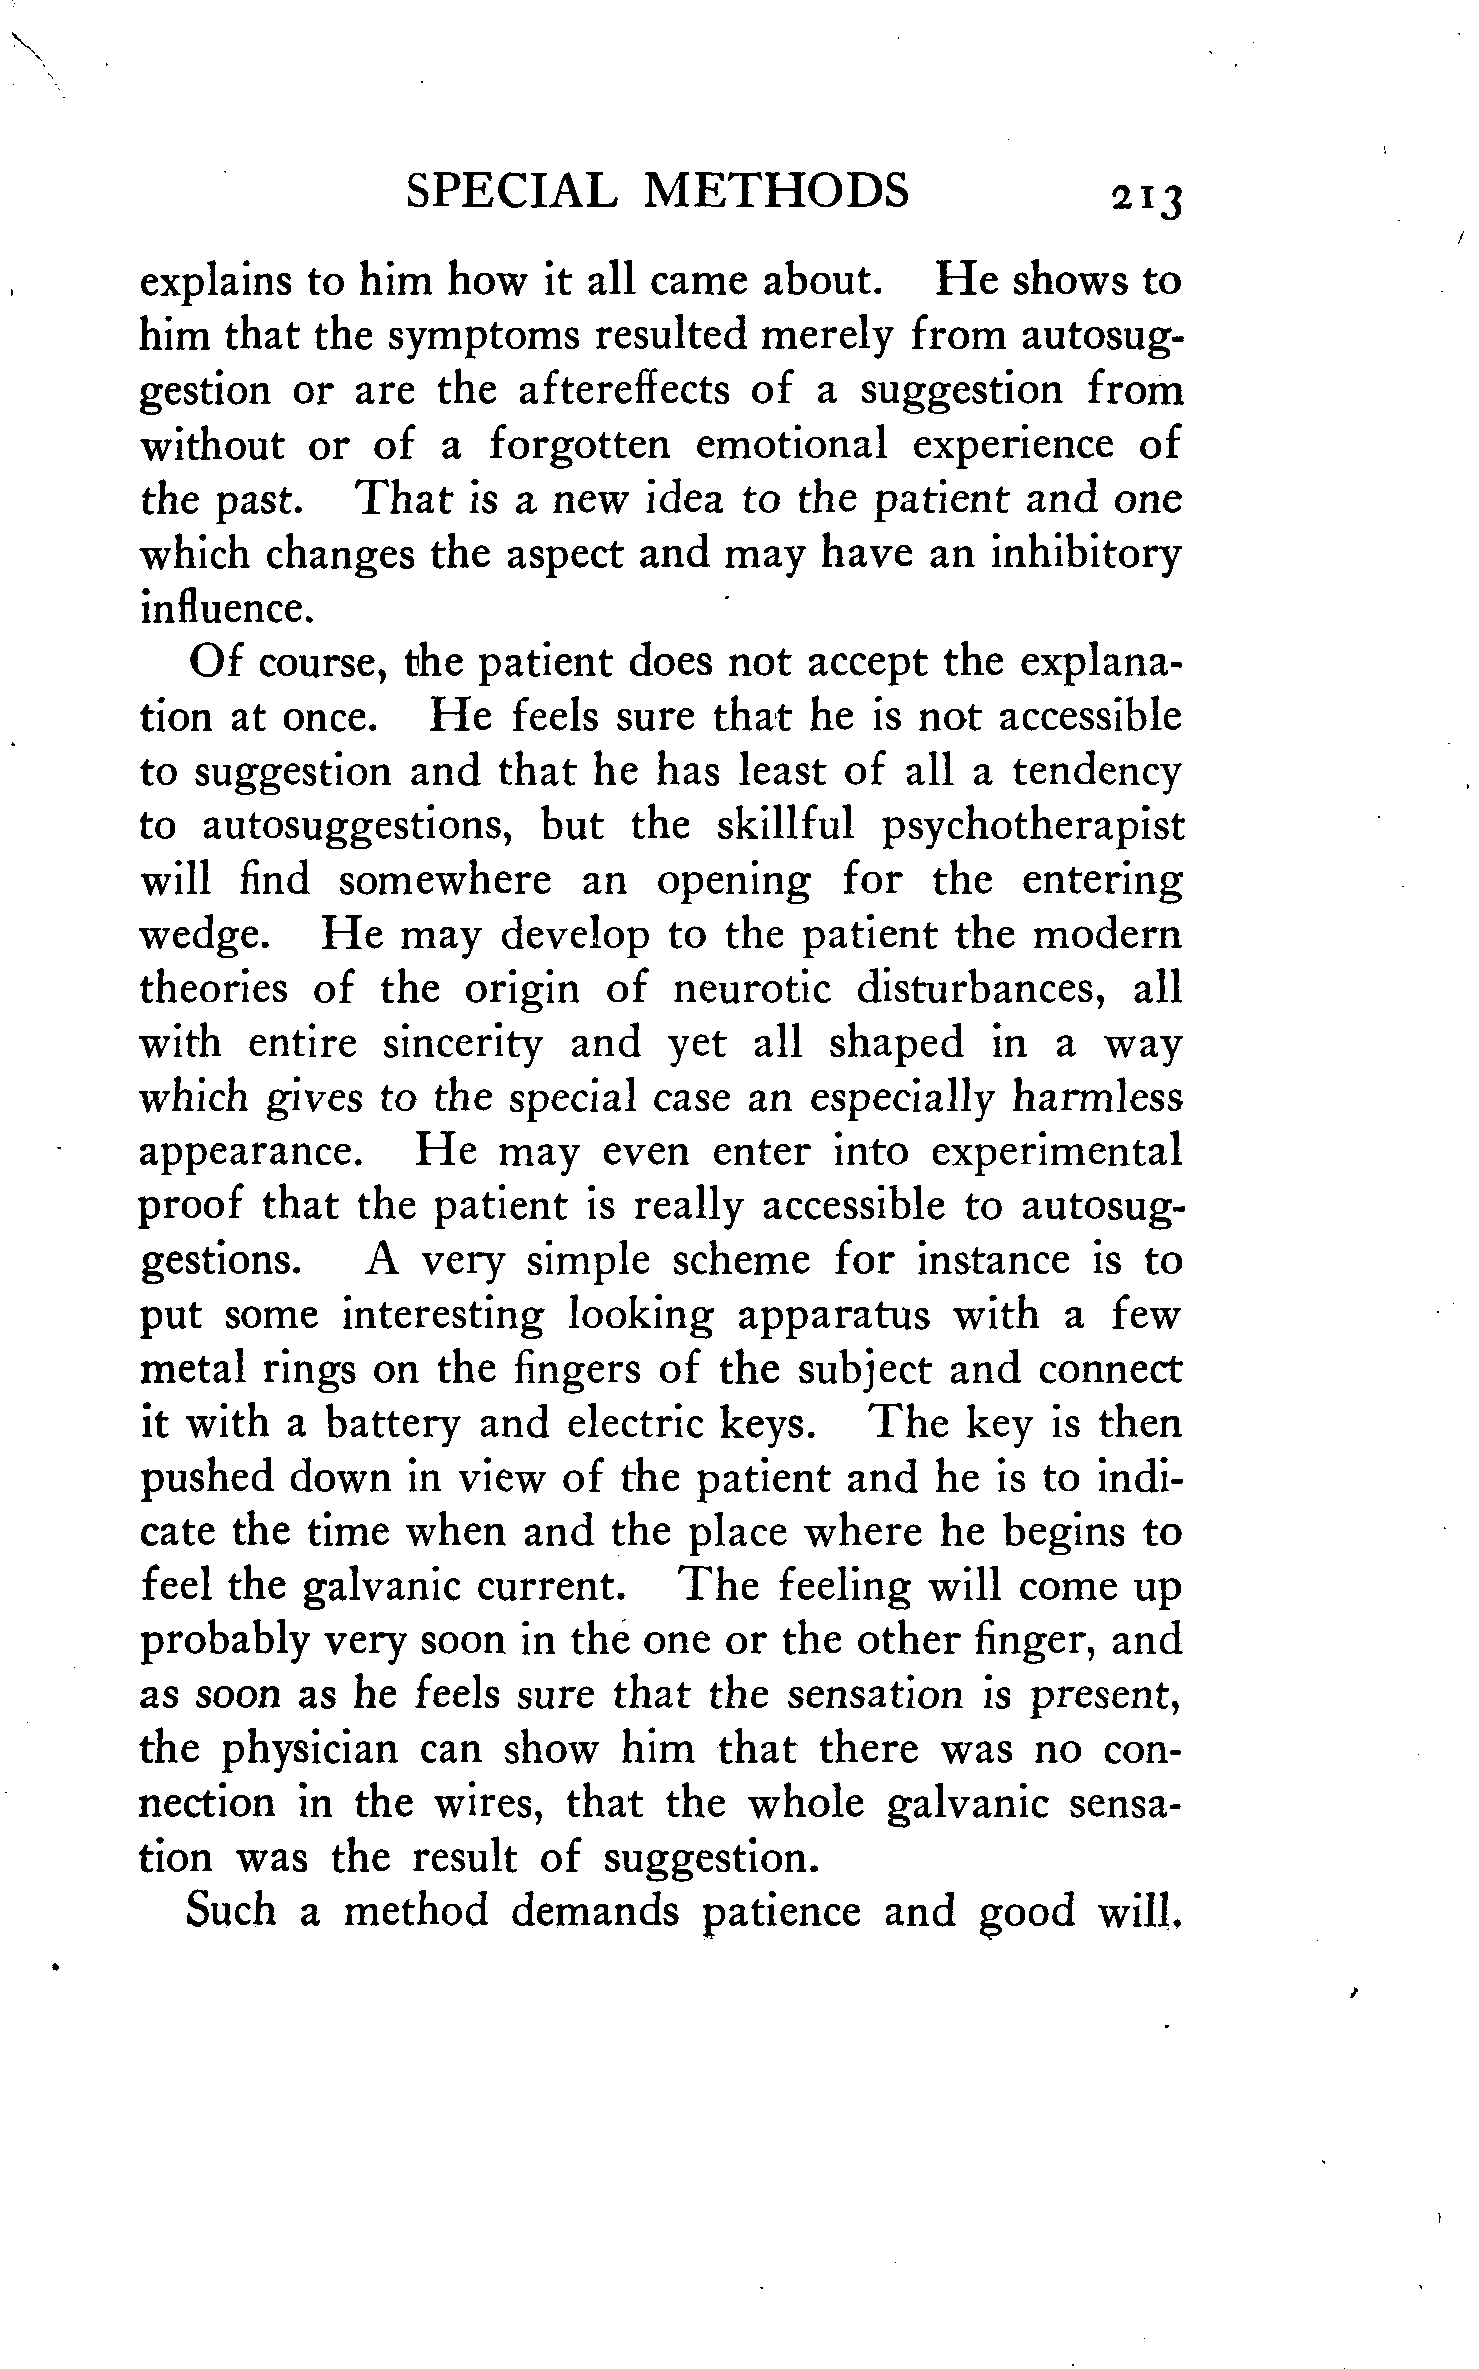 SPECIAL METHODS 213
explains to him how it all came about. He shows to
him that the symptoms resulted merely from autosug-
gestion or are the aftereffects of a suggestion from
without or of a forgotten emotional experience of
the past. That is a new idea to the patient and one
which changes the aspect and may have an inhibitory
influence.
Of course, the patient does not accept the explana-
tion at once. He feels sure that he is not accessible
to suggestion and that he has least of all a tendency
to autosuggestions, but the skillful psychotherapist
will find somewhere an opening for the entering
wedge. He may develop to the patient the modern
theories of the origin of neurotic disturbances, all
with entire sincerity and yet all shaped in a way
which gives to the special case an especially harmless
appearance. He may even enter into experimental
proof that the patient is really accessible to autosug-
gestions. A very simple scheme for instance is to
put some interesting looking apparatus with a few
metal rings on the fingers of the subject and connect
it with a battery and electric keys. The key is then
pushed down in view of the patient and he is to indi-
cate the time when and the place where he begins to
feel the galvanic current. The feeling will come up
probably very soon in the one or the other finger, and
as soon as he feels sure that the sensation is present,
the physician can show him that there was no con-
nection in the wires, that the whole galvanic sensa-
tion was the result of suggestion.
Such a method demands patience and good will.